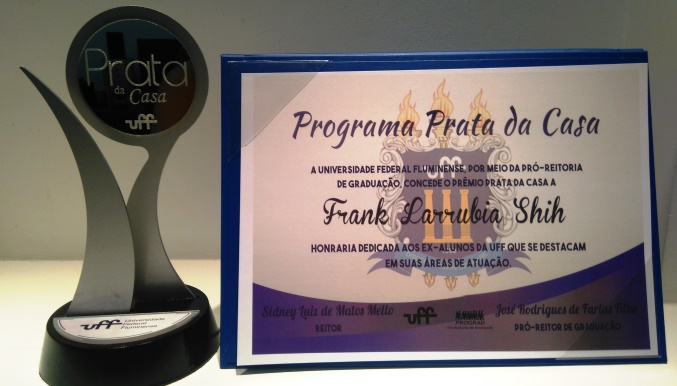 Prata
da
Casa
uff
uff Universidade
Federal
Fluminense
Programa Prata da Casa
A UNIVERSIDADE FEDERAL FLUMINENSE, POR MEIO DA PRÓ-REITORIA
DE GRADUAÇÃO, CONCEDE O PRÊMIO PRATA DA CASA A
Frank Larrubia Shih
HONRARIA DEDICADA AOS EX-ALUNOS DA UFF QUE SE DESTACAM
EM SUAS ÁREAS DE ATUAÇÃO.
Sidney Luiz de Matos Mello
REITOR
uff
PROGRAD
José Rodrigues de Farias Filho
PRÓ-REITOR DE GRADUAÇÃO